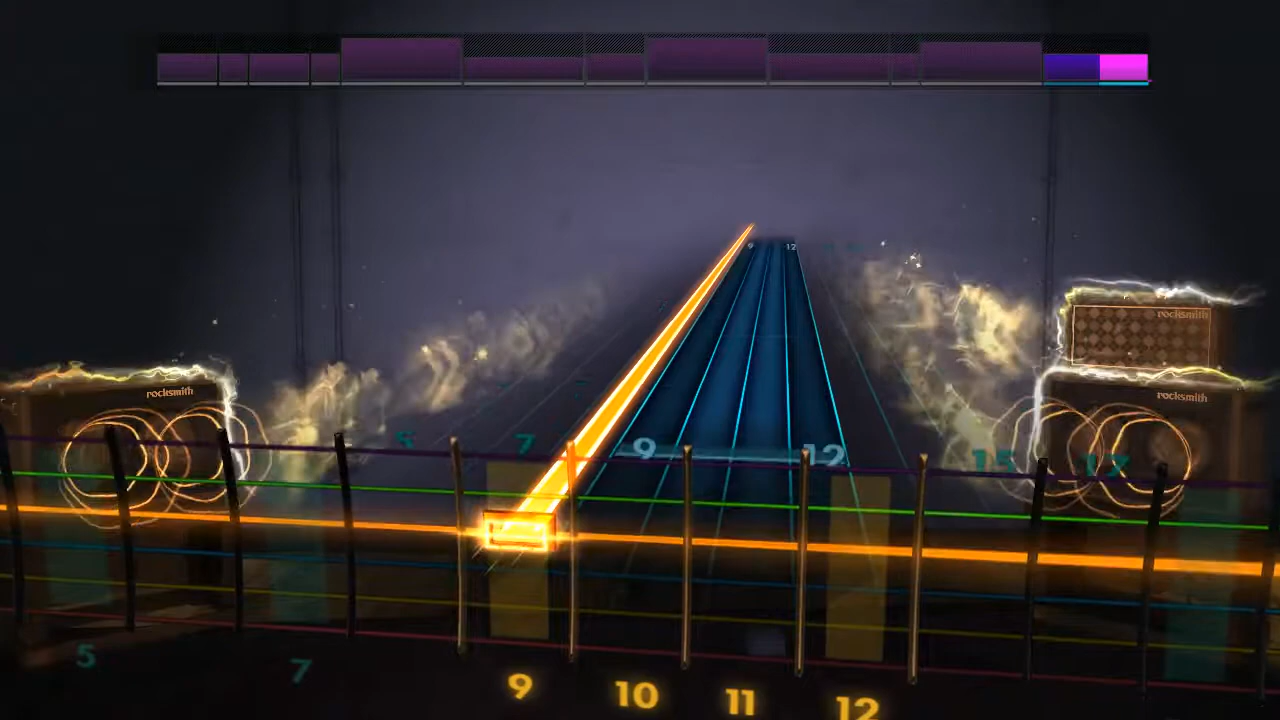 9 12
rocksmith
rocksmith
rocksmith
5 7 9 12 15 17
5 7 9 10 11 12